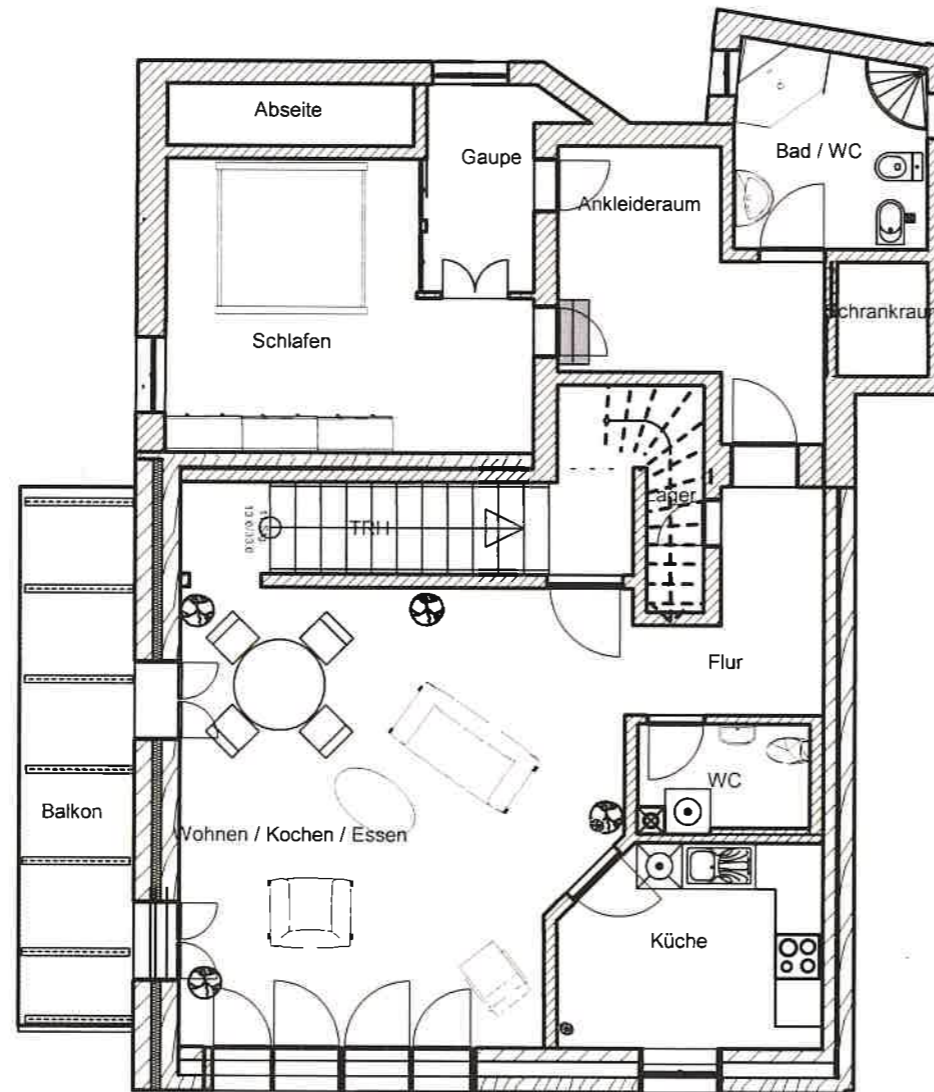 Abseite
Gaupe
Bad / WC
Ankleideraum
Schrankraum
Schlafen
Lager
TRH
Flur
WC
Balkon
Wohnen / Kochen / Essen
Küche